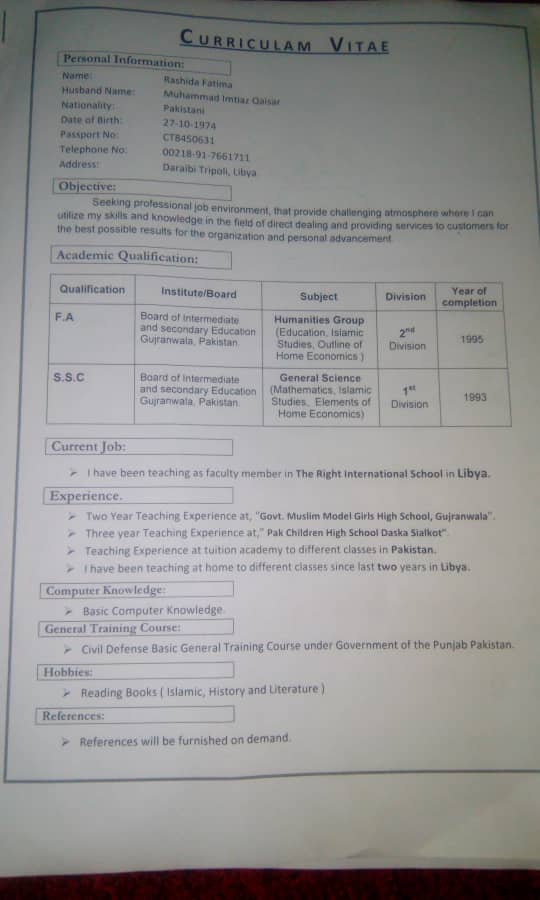 CURRICULAM VITAE
Personal Information:
Name: Rashida Fatima
Husband Name: Muhammad Imtiaz Qaisar
Nationality: Pakistani
Date of Birth: 27-10-1974
Passport No: CT8450631
Telephone No: 00218-91-7661711
Address: Daraibi Tripoli, Libya
Objective:
Seeking professional job environment, that provide challenging atmosphere where I can
utilize my skills and knowledge in the field of direct dealing and providing services to customers for
the best possible results for the organization and personal advancement.
Academic Qualification:
Qualification Institute/Board Subject Division Year of completion
F.A
Board of Intermediate
and secondary Education
Gujranwala, Pakistan.
Humanities Group
(Education, Islamic
Studies, Outline of
Home Economics )
2nd
Division
1995
S.S.C
Board of Intermediate
and secondary Education
Gujranwala, Pakistan.
General Science
(Mathematics, Islamic
Studies, Elements of
Home Economics)
1st
Division
1993
Current Job:
➢ I have been teaching as faculty member in The Right International School in Libya.
Experience.
➢ Two Year Teaching Experience at, "Govt. Muslim Model Girls High School, Gujranwala".
➢ Three year Teaching Experience at," Pak Children High School Daska Sialkot".
➢ Teaching Experience at tuition academy to different classes in Pakistan.
➢ I have been teaching at home to different classes since last two years in Libya.
Computer Knowledge:
➢ Basic Computer Knowledge.
General Training Course:
➢ Civil Defense Basic General Training Course under Government of the Punjab Pakistan.
Hobbies:
➢ Reading Books ( Islamic, History and Literature )
References:
➢ References will be furnished on demand.